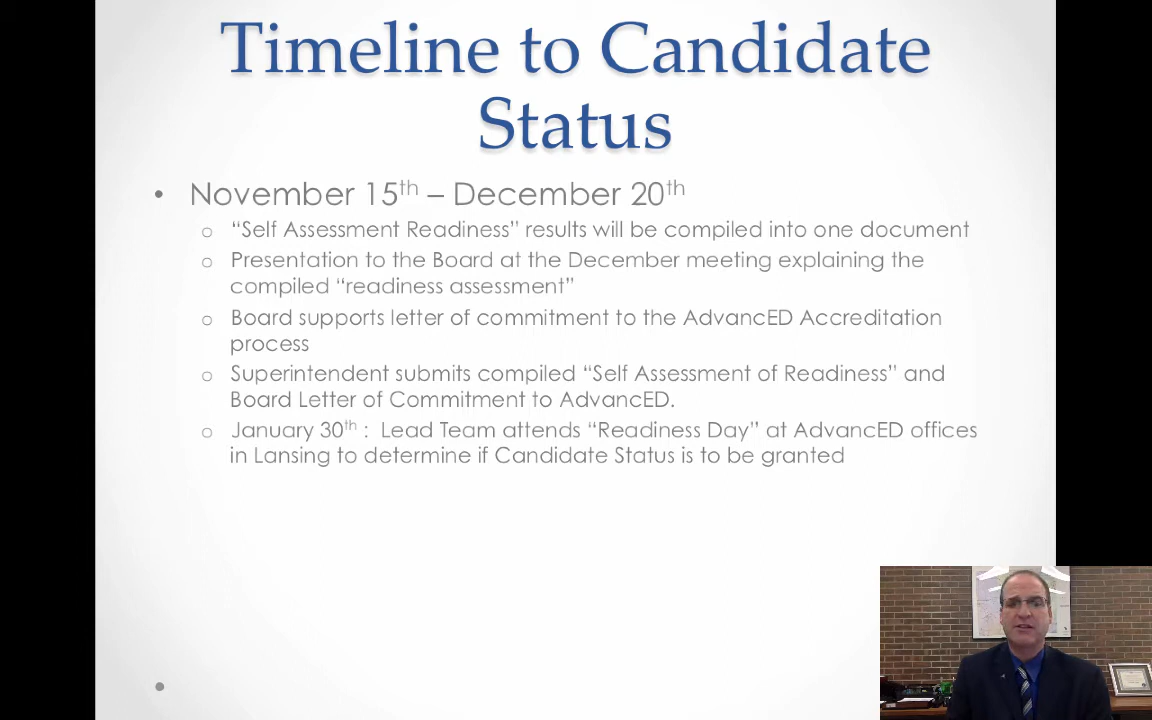 Timeline to Candidate
Status
• November 15th – December 20th
o “Self Assessment Readiness” results will be compiled into one document
o Presentation to the Board at the December meeting explaining the
compiled “readiness assessment”
o Board supports letter of commitment to the AdvancED Accreditation
process
o Superintendent submits compiled “Self Assessment of Readiness” and
Board Letter of Commitment to AdvancED.
o January 30th : Lead Team attends “Readiness Day” at AdvancED offices
in Lansing to determine if Candidate Status is to be granted
•